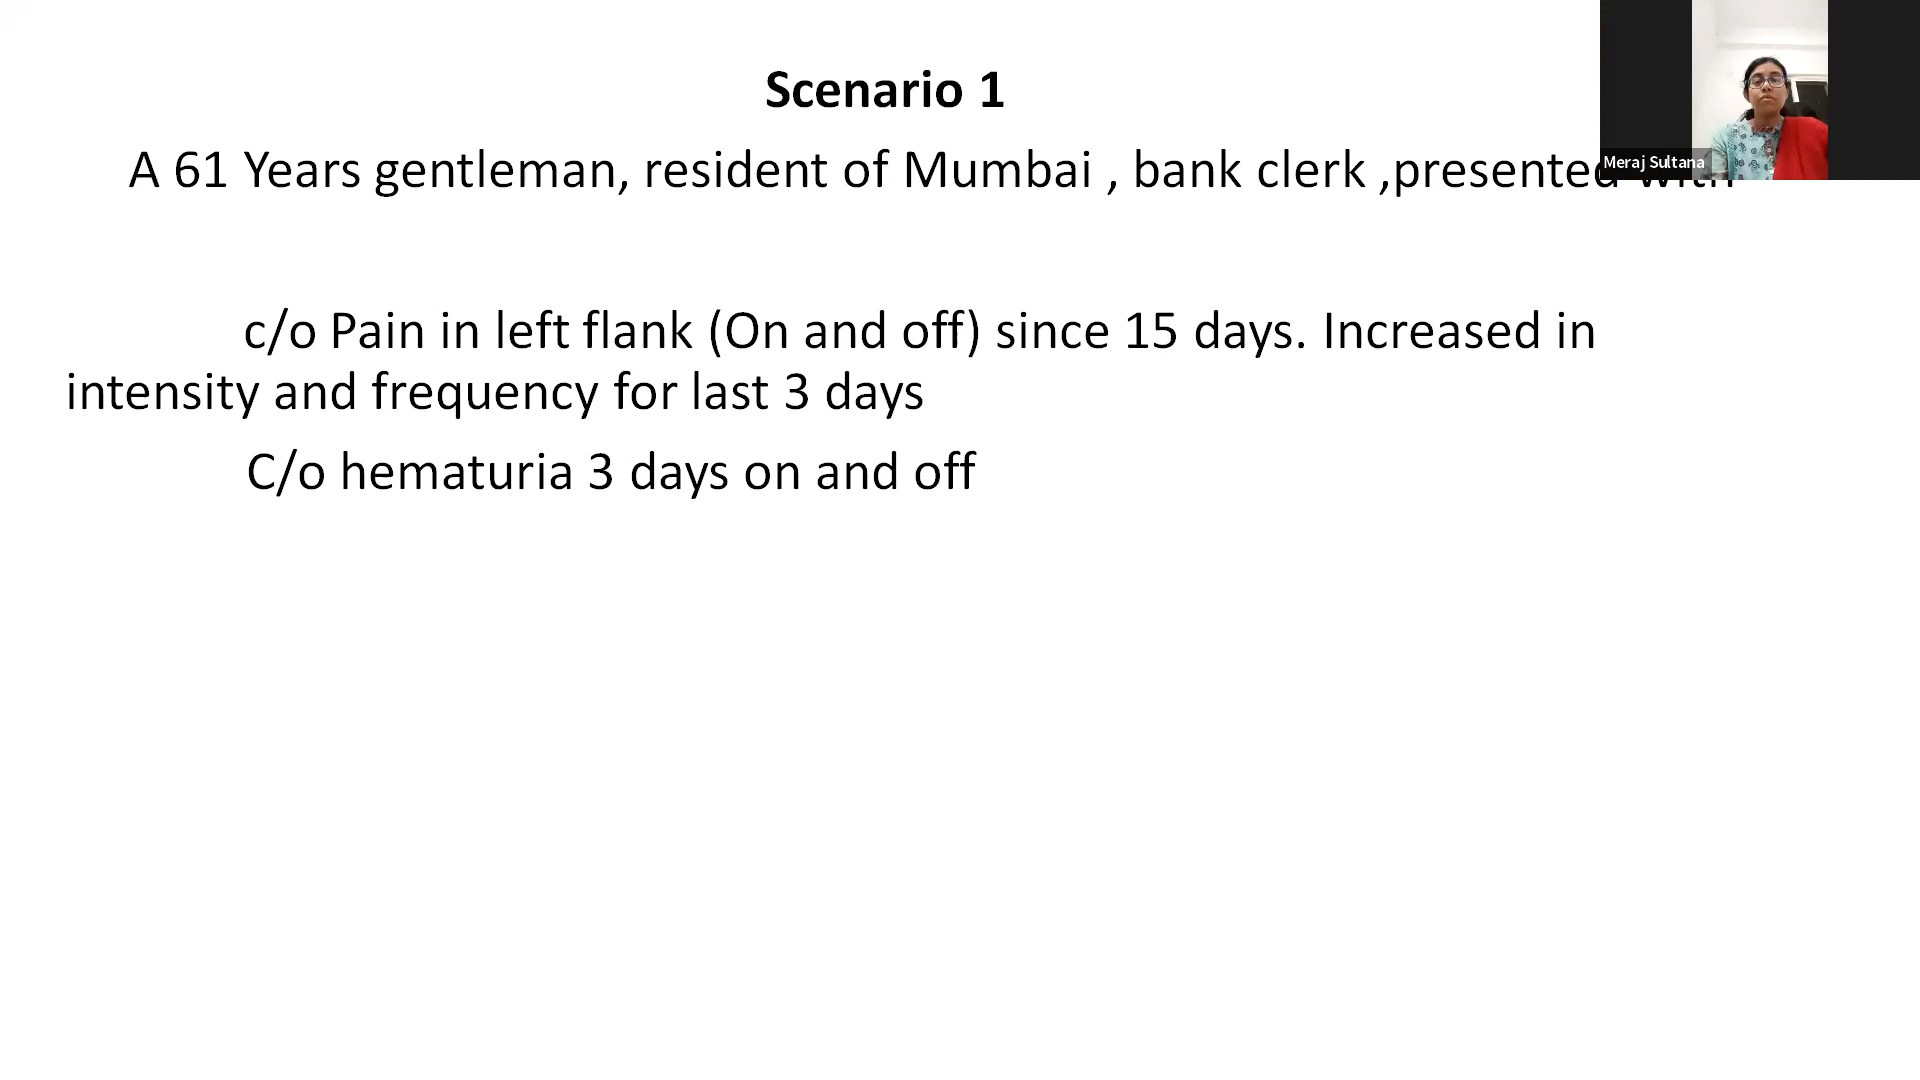 Scenario 1
A 61 Years gentleman, resident of Mumbai , bank clerk ,presented with
Meraj Sultana
c/o Pain in left flank (On and off) since 15 days. Increased in
intensity and frequency for last 3 days
C/o hematuria 3 days on and off